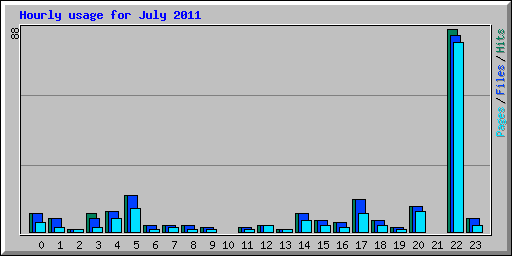 Hourly usage for July 2011
88
Pages/Files/Hits
0 1 2 3 4 5 6 7 8 9 10 11 12 13 14 15 16 17 18 19 20 21 22 23